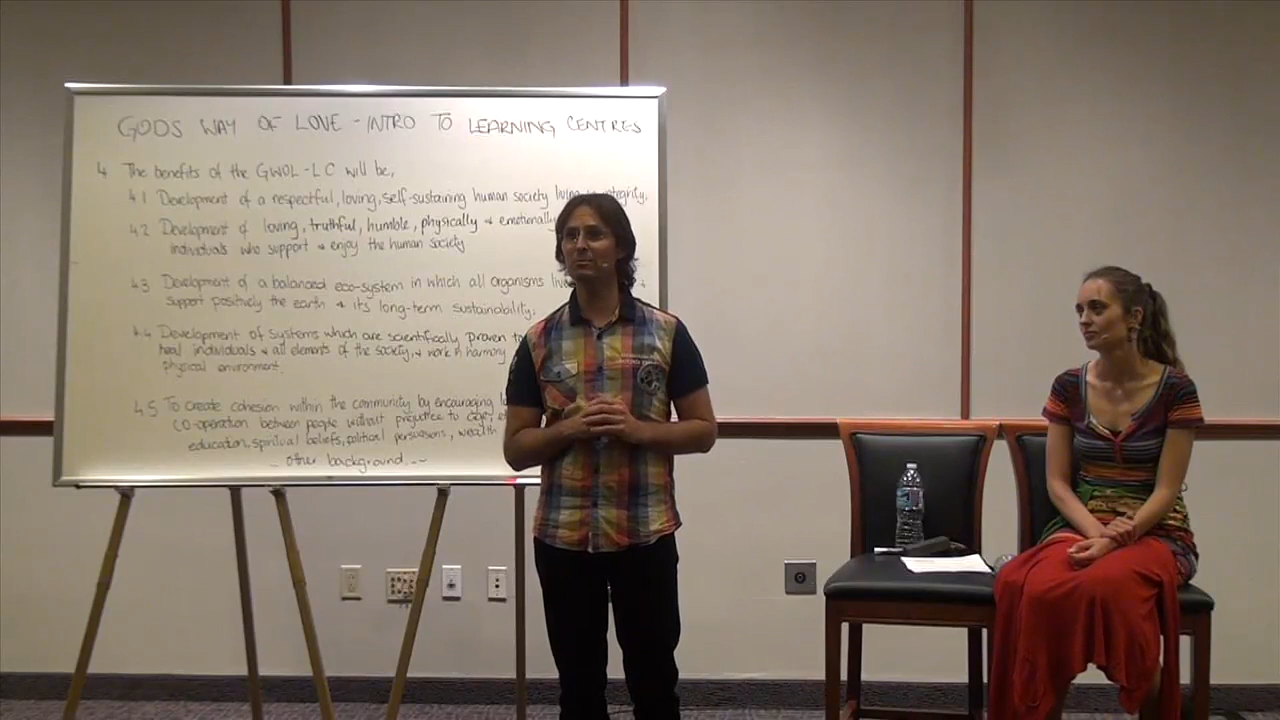 GODS WAY OF LOVE - INTRO TO LEARNING CENTRES
4 The benefits of the GWOL-LC will be,
4.1 Development of a respectful, loving, self-sustaining human society living in integrity,
4.2 Development of loving, truthful, humble, physically & emotionally
individuals who support & enjoy the human society
4.3 Development of a balanced eco-system in which all organisms live
support positively the earth & its long-term sustainability;
4.4 Development of systems which are scientifically proven to
heal individuals & all elements of the society, & work in harmony
physical environment.
4.5 To create cohesion within the community by encouraging
co-operation between people without prejudice to
education, spiritual beliefs, political persuasions, wealth
- other background --